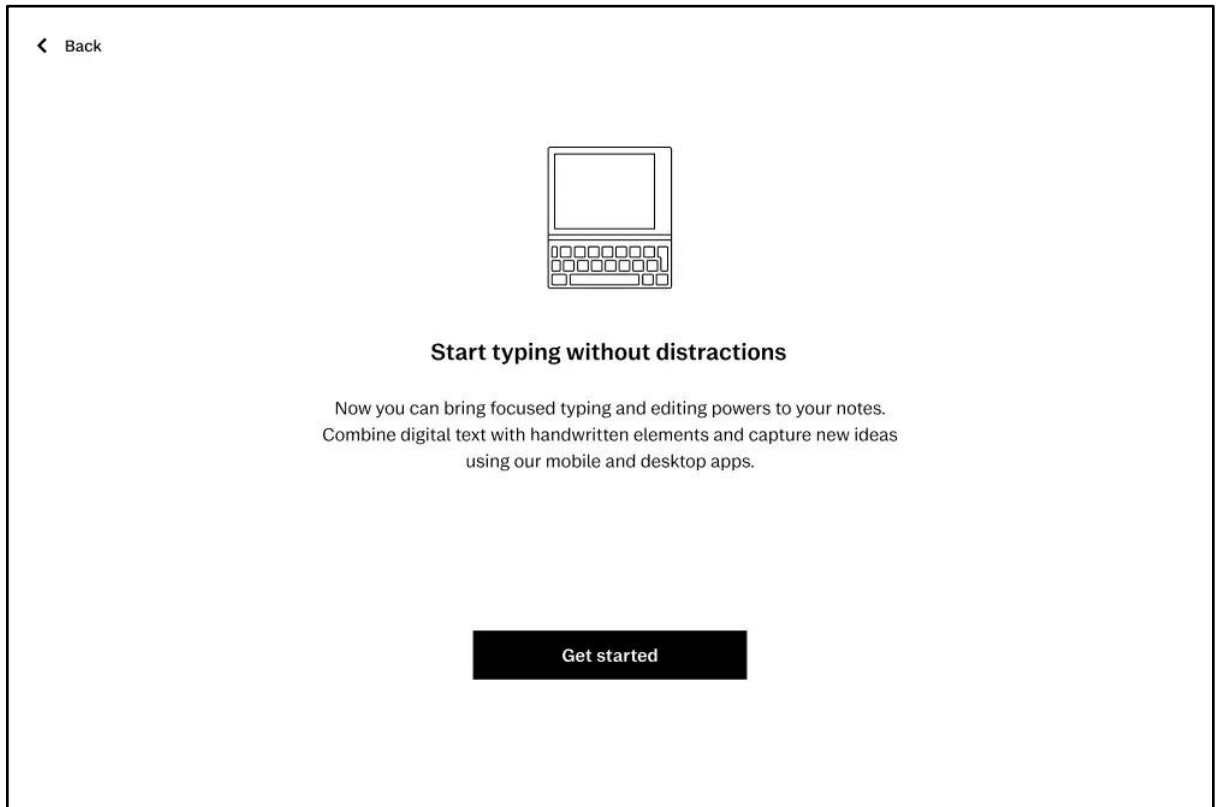 Back
Start typing without distractions
Now you can bring focused typing and editing powers to your notes.
Combine digital text with handwritten elements and capture new ideas
using our mobile and desktop apps.
Get started